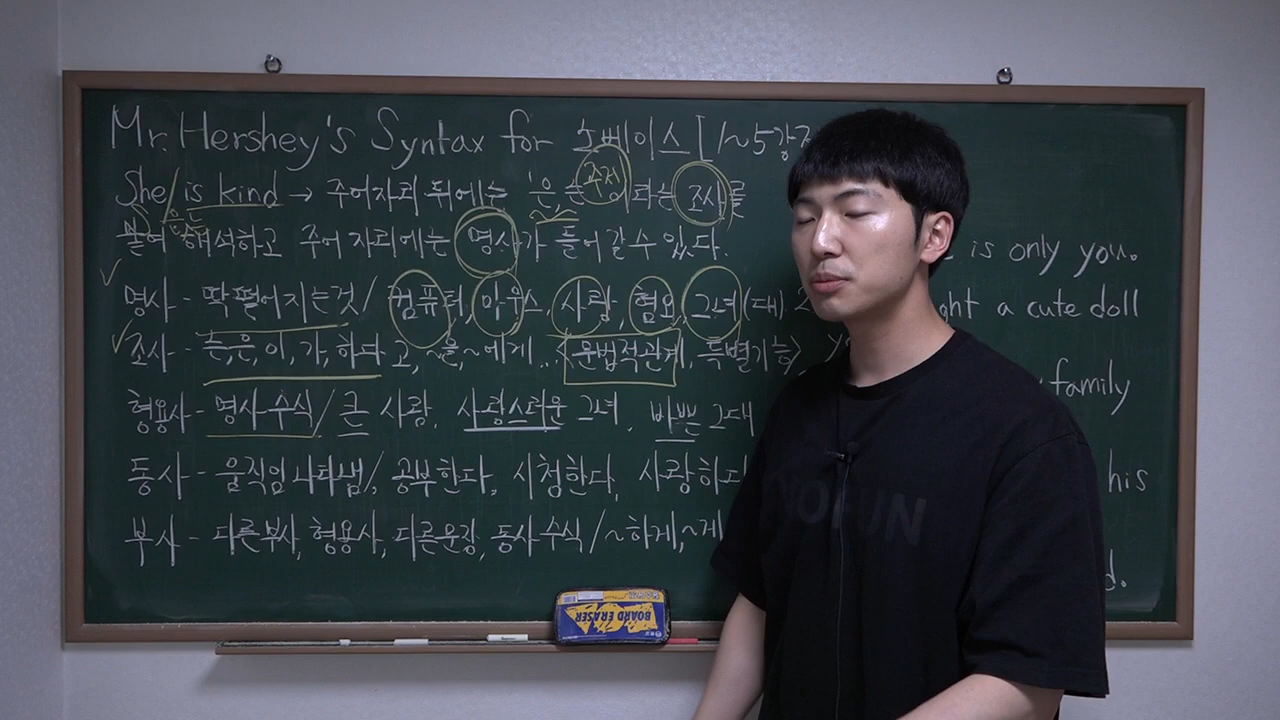 Mr. Hershey's Syntax for 노베이스 [1~5강
She / is kind → 주어자리 뒤에는 '은, 는 라는 조사를
주정
은 는
붙여 해석하고 주어 자리에는 명사가 들어갈 수 있다.
명사 - 딱 떨어지는것 / 컴퓨터, 마우스, 사람, 혐오, 그녀(대).
조사 - 는, 은, 이, 가, 하다 고, ~을, ~에게... <문법적관계, 특별기능>
형용사 - 명사수식 / 큰 사람, 사랑스러운 그녀, 바쁜 그대
동사 - 움직임 나타냄 /, 공부한다, 시청한다, 사랑하다
부사 - 다른부사, 형용사, 다른문장, 동사 수식 / ~하게, ~게
is only you.
a cute doll
family
his
BOARD ERASER